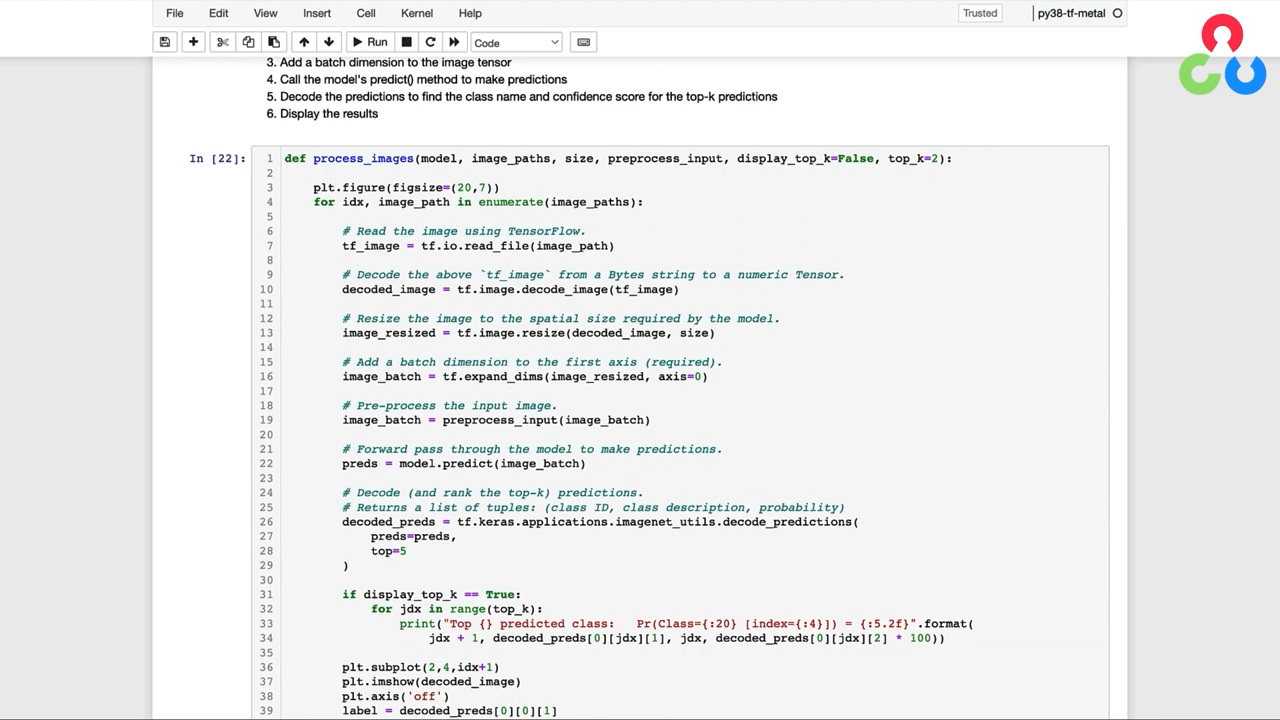 File Edit View Insert Cell Kernel Help Trusted py38-tf-metal
Run Code
3. Add a batch dimension to the image tensor
4. Call the model's predict() method to make predictions
5. Decode the predictions to find the class name and confidence score for the top-k predictions
6. Display the results
In [22]:
1 def process_images(model, image_paths, size, preprocess_input, display_top_k=False, top_k=2):
2
3     plt.figure(figsize=(20,7))
4     for idx, image_path in enumerate(image_paths):
5
6         # Read the image using TensorFlow.
7         tf_image = tf.io.read_file(image_path)
8
9         # Decode the above `tf_image` from a Bytes string to a numeric Tensor.
10         decoded_image = tf.image.decode_image(tf_image)
11
12         # Resize the image to the spatial size required by the model.
13         image_resized = tf.image.resize(decoded_image, size)
14
15         # Add a batch dimension to the first axis (required).
16         image_batch = tf.expand_dims(image_resized, axis=0)
17
18         # Pre-process the input image.
19         image_batch = preprocess_input(image_batch)
20
21         # Forward pass through the model to make predictions.
22         preds = model.predict(image_batch)
23
24         # Decode (and rank the top-k) predictions.
25         # Returns a list of tuples: (class ID, class description, probability)
26         decoded_preds = tf.keras.applications.imagenet_utils.decode_predictions(
27             preds=preds,
28             top=5
29         )
30
31         if display_top_k == True:
32             for jdx in range(top_k):
33                 print("Top {} predicted class:   Pr(Class={:20} [index={:4}]) = {:5.2f}".format(
34                     jdx + 1, decoded_preds[0][jdx][1], jdx, decoded_preds[0][jdx][2] * 100))
35
36         plt.subplot(2,4,idx+1)
37         plt.imshow(decoded_image)
38         plt.axis('off')
39         label = decoded_preds[0][0][1]